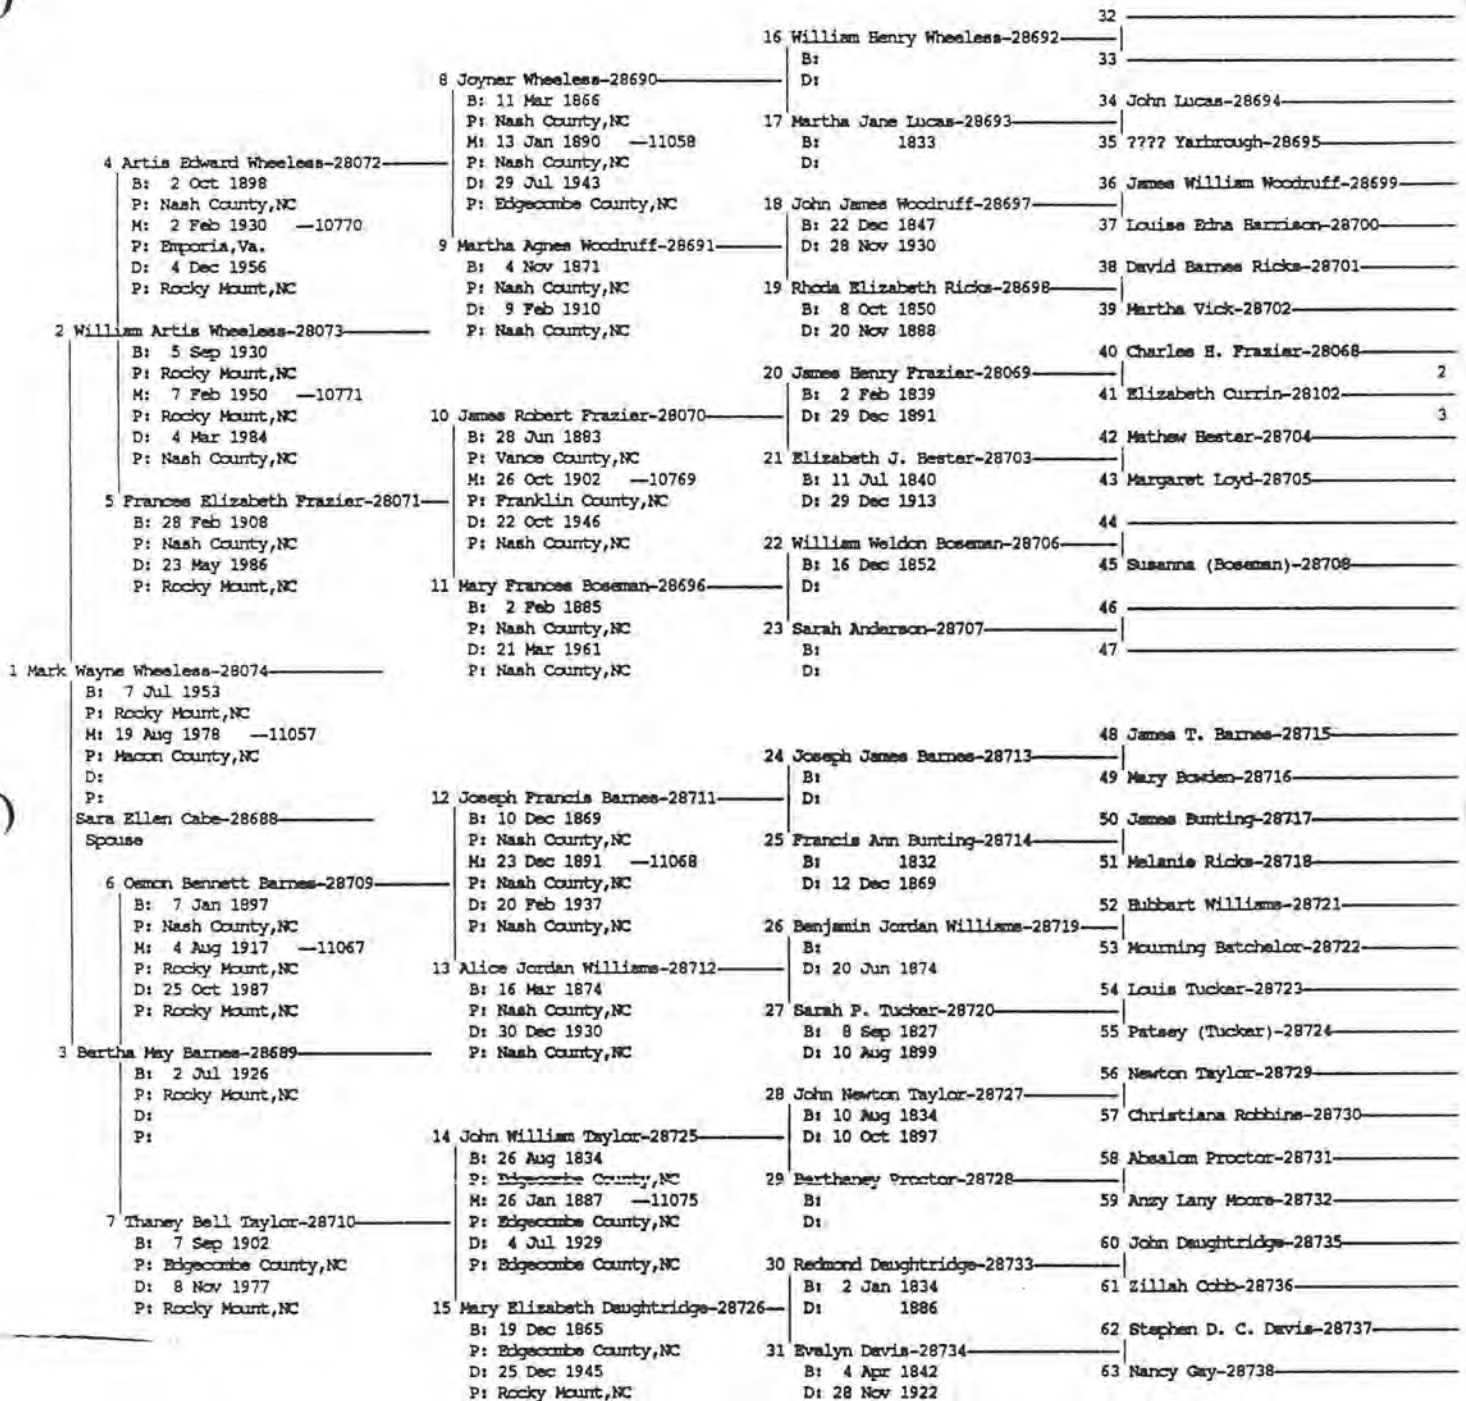 1 Mark Wayne Wheeless-28074
B: 7 Jul 1953
P: Rocky Mount,NC
M: 19 Aug 1978 —11057
P: Macon County,NC
D:
P:
Sara Ellen Cabe-28688
Spouse
2 William Artis Wheeless-28073
B: 5 Sep 1930
P: Rocky Mount,NC
M: 7 Feb 1950 —10771
P: Rocky Mount,NC
D: 4 Mar 1984
P: Nash County,NC
3 Bertha May Barnes-28689
B: 2 Jul 1926
P: Rocky Mount,NC
D:
P:
4 Artis Edward Wheeless-28072
B: 2 Oct 1898
P: Nash County,NC
M: 2 Feb 1930 —10770
P: Emporia,Va.
D: 4 Dec 1956
P: Rocky Mount,NC
5 Frances Elizabeth Frazier-28071
B: 28 Feb 1908
P: Nash County,NC
D: 23 May 1986
P: Rocky Mount,NC
6 Osmon Bennett Barnes-28709
B: 7 Jan 1897
P: Nash County,NC
M: 4 Aug 1917 —11067
P: Rocky Mount,NC
D: 25 Oct 1987
P: Rocky Mount,NC
7 Thaney Bell Taylor-28710
B: 7 Sep 1902
P: Edgecombe County,NC
D: 8 Nov 1977
P: Rocky Mount,NC
8 Joyner Wheeless-28690
B: 11 Mar 1866
P: Nash County,NC
M: 13 Jan 1890 —11058
P: Nash County,NC
D: 29 Jul 1943
P: Edgecombe County,NC
9 Martha Agnes Woodruff-28691
B: 4 Nov 1871
P: Nash County,NC
D: 9 Feb 1910
P: Nash County,NC
10 James Robert Frazier-28070
B: 28 Jun 1883
P: Vance County,NC
M: 26 Oct 1902 —10769
P: Franklin County,NC
D: 22 Oct 1946
P: Nash County,NC
11 Mary Frances Boseman-28696
B: 2 Feb 1885
P: Nash County,NC
D: 21 Mar 1961
P: Nash County,NC
12 Joseph Francis Barnes-28711
B: 10 Dec 1869
P: Nash County,NC
M: 23 Dec 1891 —11068
P: Nash County,NC
D: 20 Feb 1937
P: Nash County,NC
13 Alice Jordan Williams-28712
B: 16 Mar 1874
P: Nash County,NC
D: 30 Dec 1930
P: Nash County,NC
14 John William Taylor-28725
B: 26 Aug 1834
P: Edgecombe County,NC
M: 26 Jan 1887 —11075
P: Edgecombe County,NC
D: 4 Jul 1929
P: Edgecombe County,NC
15 Mary Elizabeth Daughtridge-28726
B: 19 Dec 1865
P: Edgecombe County,NC
D: 25 Dec 1945
P: Rocky Mount,NC
16 William Henry Wheeless-28692
B:
D:
17 Martha Jane Lucas-28693
B: 1833
D:
18 John James Woodruff-28697
B: 22 Dec 1847
D: 28 Nov 1930
19 Rhoda Elizabeth Ricks-28698
B: 8 Oct 1850
D: 20 Nov 1888
20 James Henry Frazier-28069
B: 2 Feb 1839
D: 29 Dec 1891
21 Elizabeth J. Hester-28703
B: 11 Jul 1840
D: 29 Dec 1913
22 William Weldon Boseman-28706
B: 16 Dec 1852
D:
23 Sarah Anderson-28707
B:
D:
24 Joseph James Barnes-28713
B:
D:
25 Francis Ann Bunting-28714
B: 1832
D: 12 Dec 1869
26 Benjamin Jordan Williams-28719
B:
D: 20 Jun 1874
27 Sarah P. Tucker-28720
B: 8 Sep 1827
D: 10 Aug 1899
28 John Newton Taylor-28727
B: 10 Aug 1834
D: 10 Oct 1897
29 Berthaney Proctor-28728
B:
D:
30 Redmond Daughtridge-28733
B: 2 Jan 1834
D: 1886
31 Evalyn Davis-28734
B: 4 Apr 1842
D: 28 Nov 1922
32
33
34 John Lucas-28694
35 ???? Yarbrough-28695
36 James William Woodruff-28699
37 Louise Edna Harrison-28700
38 David Barnes Ricks-28701
39 Martha Vick-28702
40 Charles H. Frazier-28068
2
41 Elizabeth Currin-28102
3
42 Mathew Hester-28704
43 Margaret Loyd-28705
44
45 Susanna (Boseman)-28708
46
47
48 James T. Barnes-28715
49 Mary Bowden-28716
50 James Bunting-28717
51 Melanie Ricks-28718
52 Hubbart Williams-28721
53 Mourning Batchelor-28722
54 Louis Tucker-28723
55 Patsey (Tucker)-28724
56 Newton Taylor-28729
57 Christiana Robbins-28730
58 Absalom Proctor-28731
59 Anzy Lany Moore-28732
60 John Daughtridge-28735
61 Zillah Cobb-28736
62 Stephen D. C. Davis-28737
63 Nancy Gay-28738